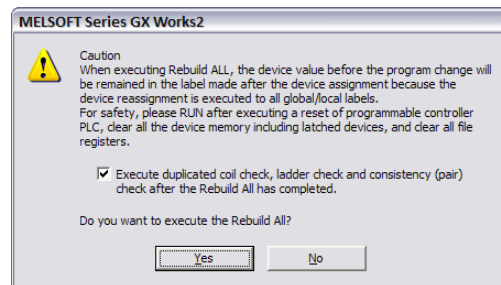 MELSOFT Series GX Works2
Caution
When executing Rebuild ALL, the device value before the program change will
be remained in the label made after the device assignment because the
device reassignment is executed to all global/local labels.
For safety, please RUN after executing a reset of programmable controller
PLC, clear all the device memory including latched devices, and clear all file
registers.
Execute duplicated coil check, ladder check and consistency (pair)
check after the Rebuild All has completed.
Do you want to execute the Rebuild All?
Yes No